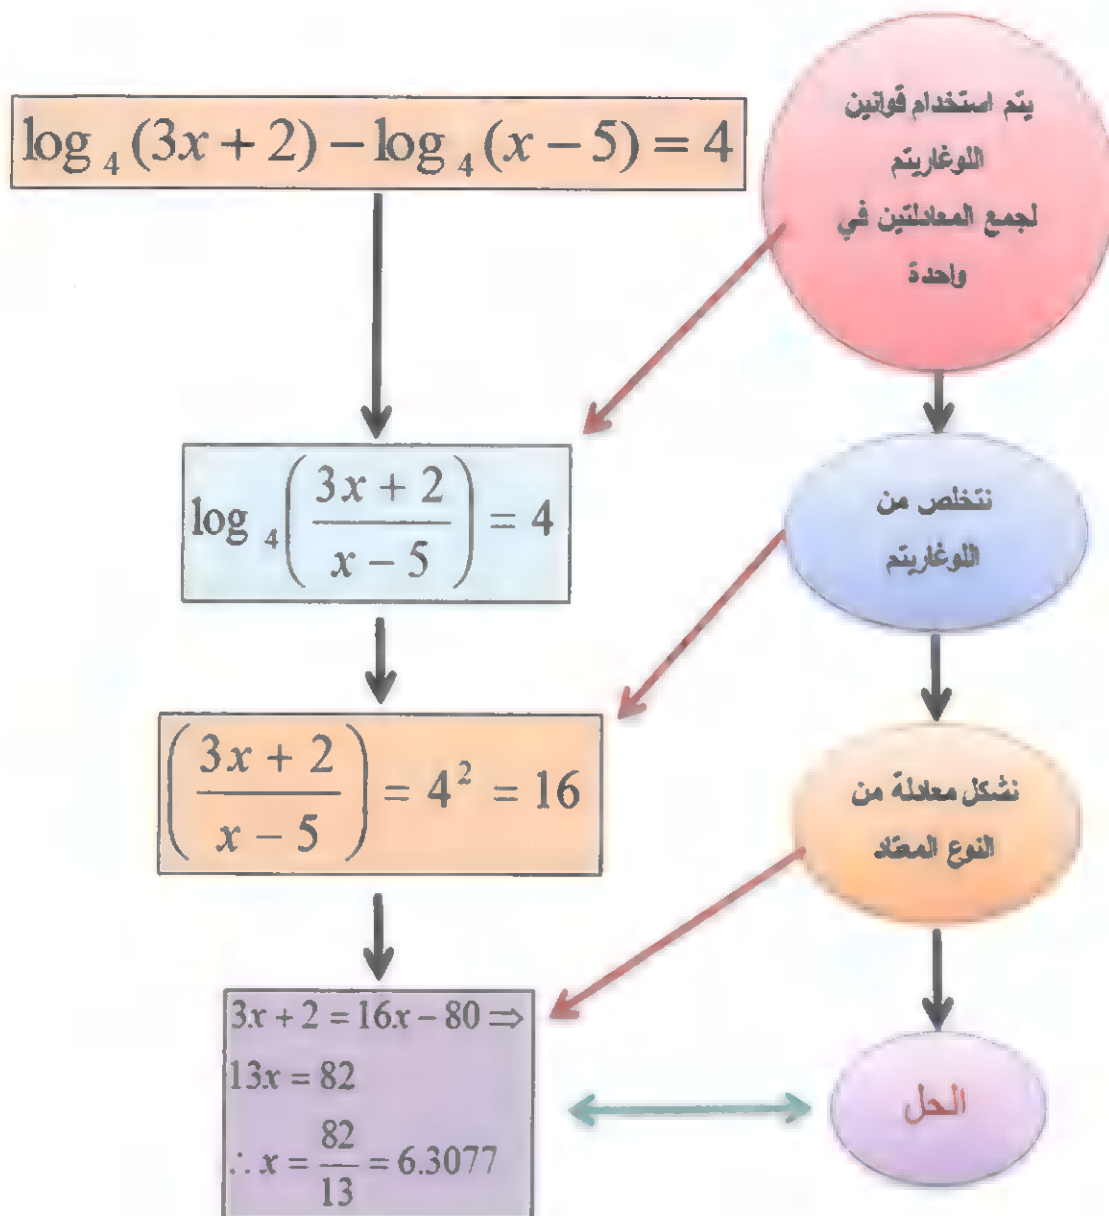 log₄(3x + 2) − log₄(x − 5) = 4
يتم استخدام قوانين
اللوغاريتم
لجمع المعادلتين في
واحدة
log₄((3x + 2)/(x − 5)) = 4
نتخلص من
اللوغاريتم
((3x + 2)/(x − 5)) = 4² = 16
نشكل معادلة من
النوع المعتاد
3x + 2 = 16x − 80 ⇒
13x = 82
∴ x = 82/13 = 6.3077
الحل